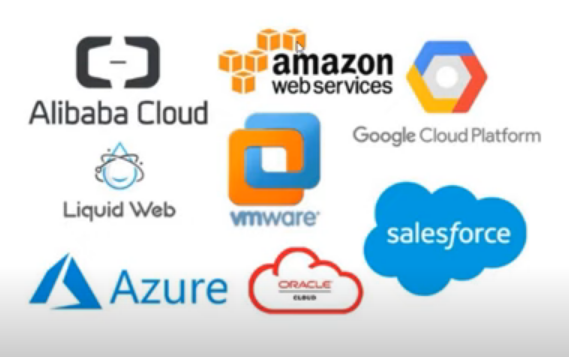 amazon
web services
Alibaba Cloud
Google Cloud Platform
Liquid Web
vmware®
salesforce
Azure
ORACLE
CLOUD